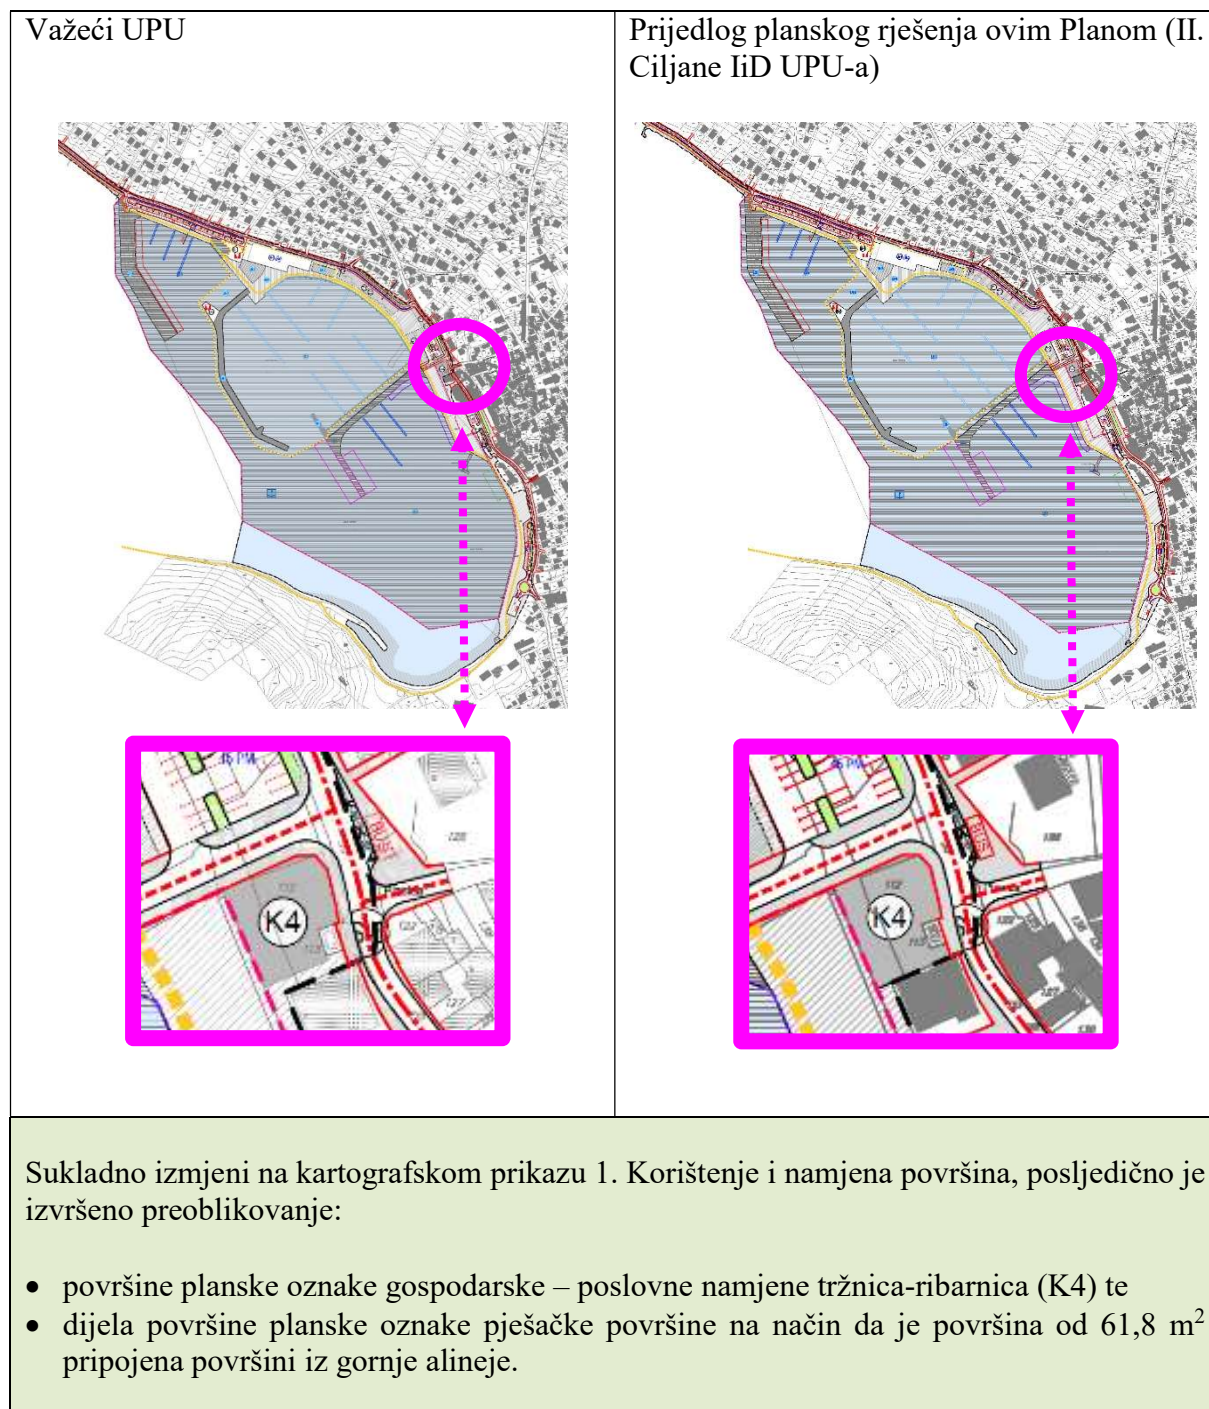 Važeći UPU
Prijedlog planskog rješenja ovim Planom (II.
Ciljane IiD UPU-a)
K4
K4
BUS
Sukladno izmjeni na kartografskom prikazu 1. Korištenje i namjena površina, posljedično je
izvršeno preoblikovanje:
• površine planske oznake gospodarske – poslovne namjene tržnica-ribarnica (K4) te
• dijela površine planske oznake pješačke površine na način da je površina od 61,8 m²
pripojena površini iz gornje alineje.